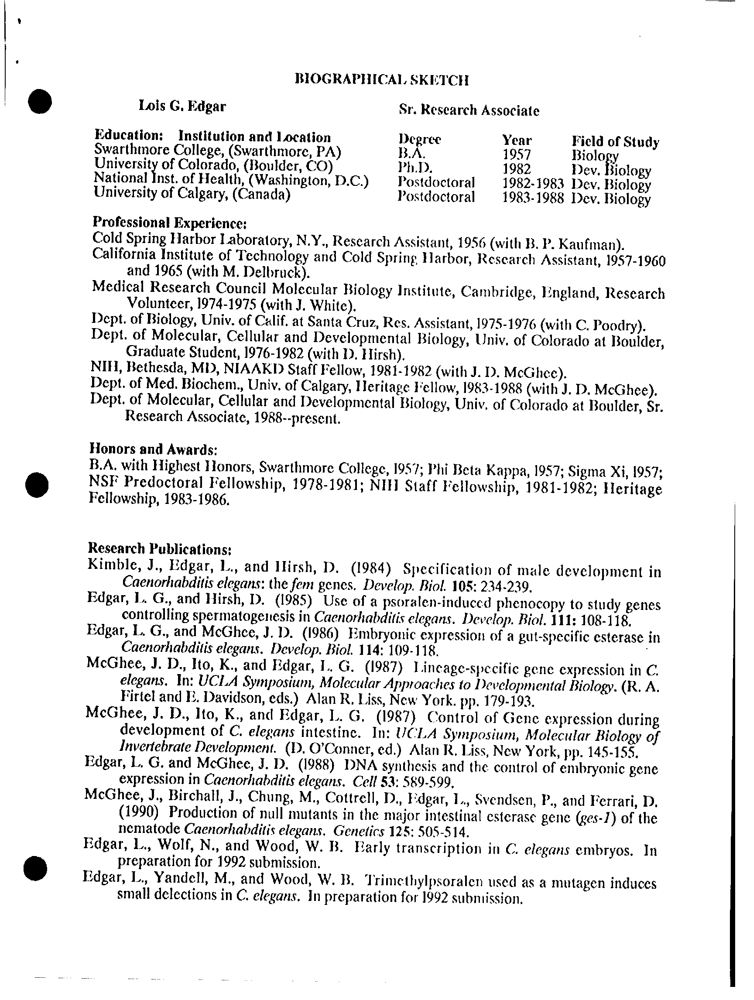 BIOGRAPHICAL SKETCH
Lois G. Edgar Sr. Research Associate
Education: Institution and Location Degree Year Field of Study
Swarthmore College, (Swarthmore, PA) B.A. 1957 Biology
University of Colorado, (Boulder, CO) Ph.D. 1982 Dev. Biology
National Inst. of Health, (Washington, D.C.) Postdoctoral 1982-1983 Dev. Biology
University of Calgary, (Canada) Postdoctoral 1983-1988 Dev. Biology
Professional Experience:
Cold Spring Harbor Laboratory, N.Y., Research Assistant, 1956 (with B. P. Kaufman).
California Institute of Technology and Cold Spring Harbor, Research Assistant, 1957-1960
and 1965 (with M. Delbruck).
Medical Research Council Molecular Biology Institute, Cambridge, England, Research
Volunteer, 1974-1975 (with J. White).
Dept. of Biology, Univ. of Calif. at Santa Cruz, Res. Assistant, 1975-1976 (with C. Poodry).
Dept. of Molecular, Cellular and Developmental Biology, Univ. of Colorado at Boulder,
Graduate Student, 1976-1982 (with D. Hirsh).
NIH, Bethesda, MD, NIAAKD Staff Fellow, 1981-1982 (with J. D. McGhee).
Dept. of Med. Biochem., Univ. of Calgary, Heritage Fellow, 1983-1988 (with J. D. McGhee).
Dept. of Molecular, Cellular and Developmental Biology, Univ. of Colorado at Boulder, Sr.
Research Associate, 1988--present.
Honors and Awards:
B.A. with Highest Honors, Swarthmore College, 1957; Phi Beta Kappa, 1957; Sigma Xi, 1957;
NSF Predoctoral Fellowship, 1978-1981; NIH Staff Fellowship, 1981-1982; Heritage
Fellowship, 1983-1986.
Research Publications:
Kimble, J., Edgar, L., and Hirsh, D. (1984) Specification of male development in
Caenorhabditis elegans: the fem genes. Develop. Biol. 105: 234-239.
Edgar, L. G., and Hirsh, D. (1985) Use of a psoralen-induced phenocopy to study genes
controlling spermatogenesis in Caenorhabditis elegans. Develop. Biol. 111: 108-118.
Edgar, L. G., and McGhee, J. D. (1986) Embryonic expression of a gut-specific esterase in
Caenorhabditis elegans. Develop. Biol. 114: 109-118.
McGhee, J. D., Ito, K., and Edgar, L. G. (1987) Lineage-specific gene expression in C.
elegans. In: UCLA Symposium, Molecular Approaches to Developmental Biology. (R. A.
Firtel and E. Davidson, eds.) Alan R. Liss, New York. pp. 179-193.
McGhee, J. D., Ito, K., and Edgar, L. G. (1987) Control of Gene expression during
development of C. elegans intestine. In: UCLA Symposium, Molecular Biology of
Invertebrate Development. (D. O'Conner, ed.) Alan R. Liss, New York, pp. 145-155.
Edgar, L. G. and McGhee, J. D. (1988) DNA synthesis and the control of embryonic gene
expression in Caenorhabditis elegans. Cell 53: 589-599.
McGhee, J., Birchall, J., Chung, M., Cottrell, D., Edgar, L., Svendsen, P., and Ferrari, D.
(1990) Production of null mutants in the major intestinal esterase gene (ges-1) of the
nematode Caenorhabditis elegans. Genetics 125: 505-514.
Edgar, L., Wolf, N., and Wood, W. B. Early transcription in C. elegans embryos. In
preparation for 1992 submission.
Edgar, L., Yandell, M., and Wood, W. B. Trimethylpsoralen used as a mutagen induces
small delections in C. elegans. In preparation for 1992 submission.